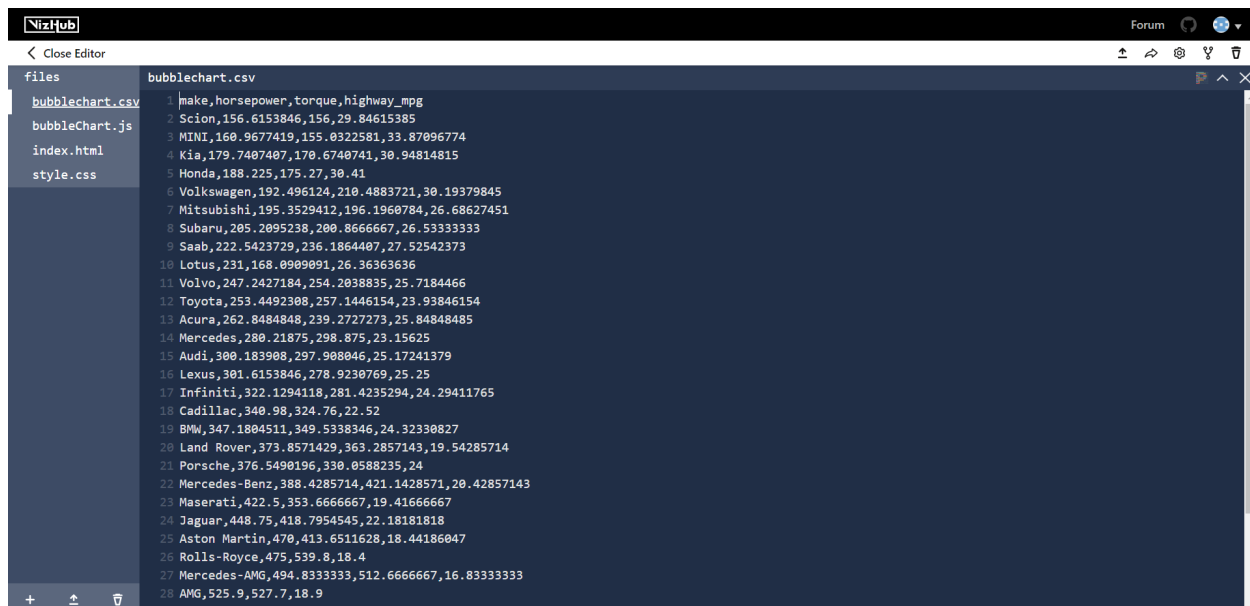 VizHub
Forum
Close Editor
files
bubblechart.csv
bubblechart.csv
bubbleChart.js
index.html
style.css
1 make,horsepower,torque,highway_mpg
2 Scion,156.6153846,156,29.84615385
3 MINI,160.9677419,155.0322581,33.87096774
4 Kia,179.7407407,170.6740741,30.94814815
5 Honda,188.225,175.27,30.41
6 Volkswagen,192.496124,210.4883721,30.19379845
7 Mitsubishi,195.3529412,196.1960784,26.68627451
8 Subaru,205.2095238,200.8666667,26.53333333
9 Saab,222.5423729,236.1864407,27.52542373
10 Lotus,231,168.0909091,26.36363636
11 Volvo,247.2427184,254.2038835,25.7184466
12 Toyota,253.4492308,257.1446154,23.93846154
13 Acura,262.8484848,239.2727273,25.84848485
14 Mercedes,280.21875,298.875,23.15625
15 Audi,300.183908,297.908046,25.17241379
16 Lexus,301.6153846,278.9230769,25.25
17 Infiniti,322.1294118,281.4235294,24.29411765
18 Cadillac,340.98,324.76,22.52
19 BMW,347.1804511,349.5338346,24.32330827
20 Land Rover,373.8571429,363.2857143,19.54285714
21 Porsche,376.5490196,330.0588235,24
22 Mercedes-Benz,388.4285714,421.1428571,20.42857143
23 Maserati,422.5,353.6666667,19.41666667
24 Jaguar,448.75,418.7954545,22.18181818
25 Aston Martin,470,413.6511628,18.44186047
26 Rolls-Royce,475,539.8,18.4
27 Mercedes-AMG,494.8333333,512.6666667,16.83333333
28 AMG,525.9,527.7,18.9